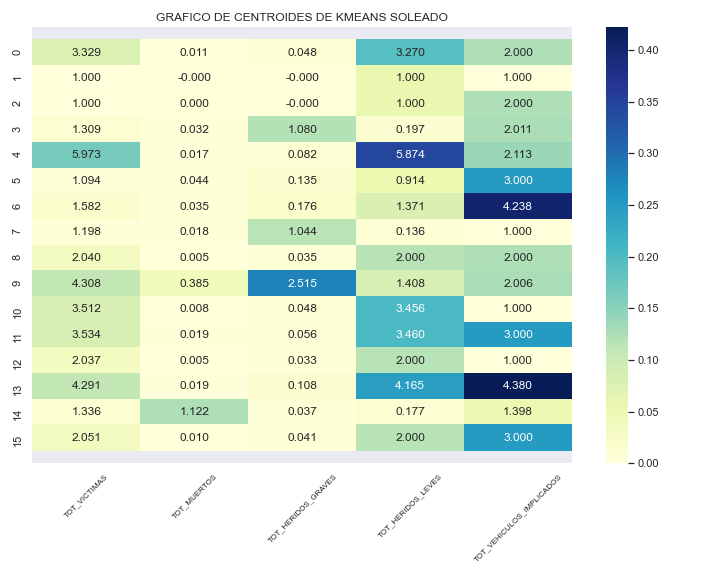 GRAFICO DE CENTROIDES DE KMEANS SOLEADO
0 3.329 0.011 0.048 3.270 2.000
1 1.000 -0.000 -0.000 1.000 1.000
2 1.000 0.000 -0.000 1.000 2.000
3 1.309 0.032 1.080 0.197 2.011
4 5.973 0.017 0.082 5.874 2.113
5 1.094 0.044 0.135 0.914 3.000
6 1.582 0.035 0.176 1.371 4.238
7 1.198 0.018 1.044 0.136 1.000
8 2.040 0.005 0.035 2.000 2.000
9 4.308 0.385 2.515 1.408 2.006
10 3.512 0.008 0.048 3.456 1.000
11 3.534 0.019 0.056 3.460 3.000
12 2.037 0.005 0.033 2.000 1.000
13 4.291 0.019 0.108 4.165 4.380
14 1.336 1.122 0.037 0.177 1.398
15 2.051 0.010 0.041 2.000 3.000
TOT_VICTIMAS
TOT_MUERTOS
TOT_HERIDOS_GRAVES
TOT_HERIDOS_LEVES
TOT_VEHICULOS_IMPLICADOS
0.40
0.35
0.30
0.25
0.20
0.15
0.10
0.05
0.00